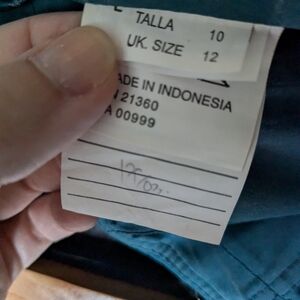 TALLA 10
UK. SIZE 12
ADE IN INDONESIA
N 21360
A 00999